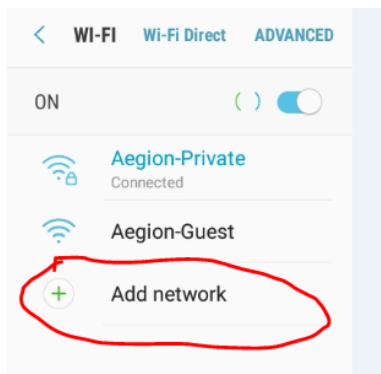 WI-FI Wi-Fi Direct ADVANCED
ON
Aegion-Private
Connected
Aegion-Guest
Add network